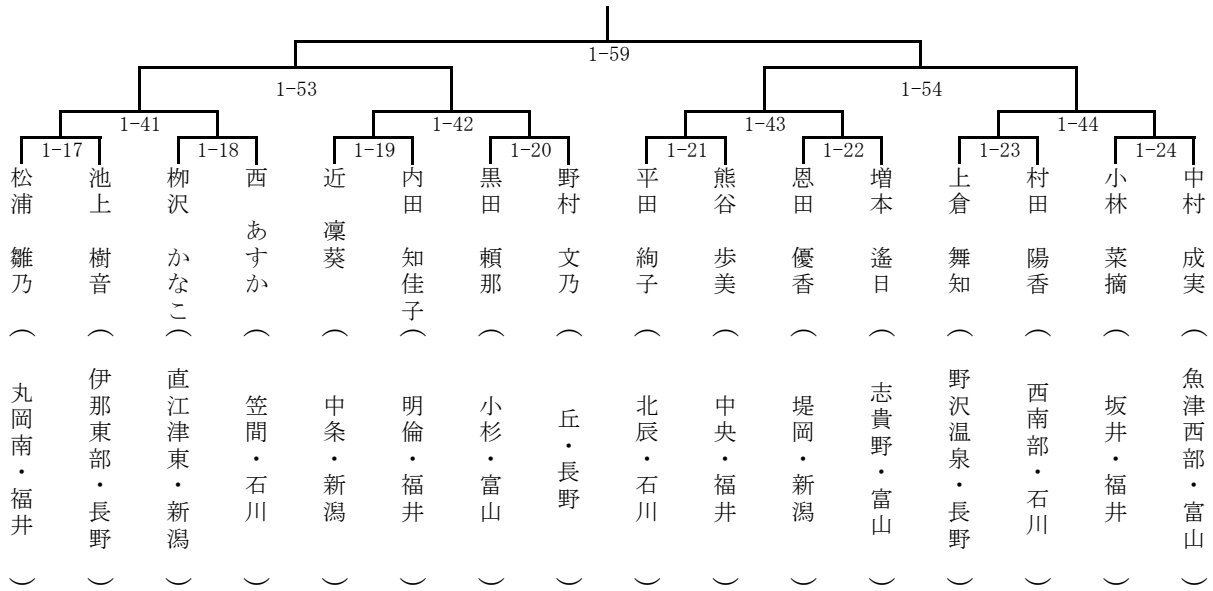 1-59
1-53
1-54
1-41
1-42
1-43
1-44
1-17
1-18
1-19
1-20
1-21
1-22
1-23
1-24
松浦 雛乃（丸岡南・福井）
池上 樹音（伊那東部・長野）
栁沢 かなこ（直江津東・新潟）
西 あすか（笠間・石川）
近 凜葵（中条・新潟）
内田 知佳子（明倫・福井）
黒田 頼那（小杉・富山）
野村 文乃（丘・長野）
平田 絢子（北辰・石川）
熊谷 歩美（中央・福井）
恩田 優香（堤岡・新潟）
増本 遙日（志貴野・富山）
上倉 舞知（野沢温泉・長野）
村田 陽香（西南部・石川）
小林 菜摘（坂井・福井）
中村 成実（魚津西部・富山）